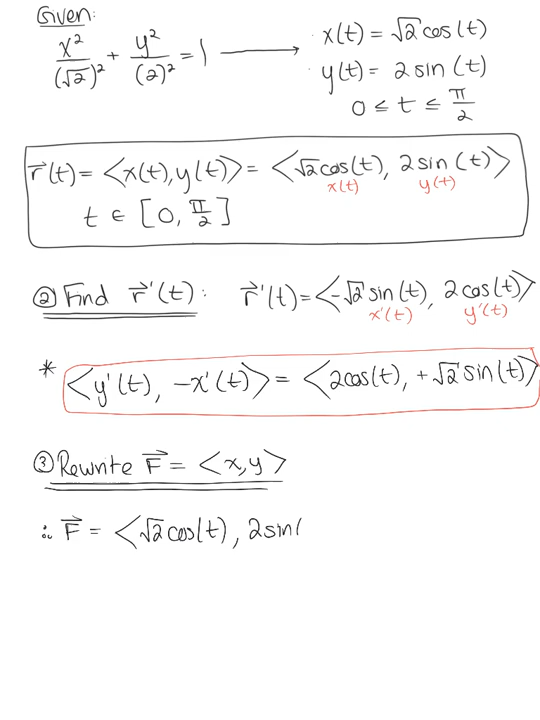 Given:
x²/(√2)² + y²/(2)² = 1 ⟶ x(t) = √2 cos(t)
y(t) = 2 sin (t)
0 ≤ t ≤ π/2
r⃗(t) = <x(t), y(t)> = <√2 cos(t), 2 sin (t)>
x(t) y(t)
t ∈ [0, π/2]
② Find r⃗'(t): r⃗'(t) = <-√2 sin(t), 2 cos(t)>
x'(t) y'(t)
* <y'(t), -x'(t)> = <2cos(t), +√2 sin(t)>
③ Rewrite F⃗ = <x, y>
∴ F⃗ = <√2 cos(t), 2sin(